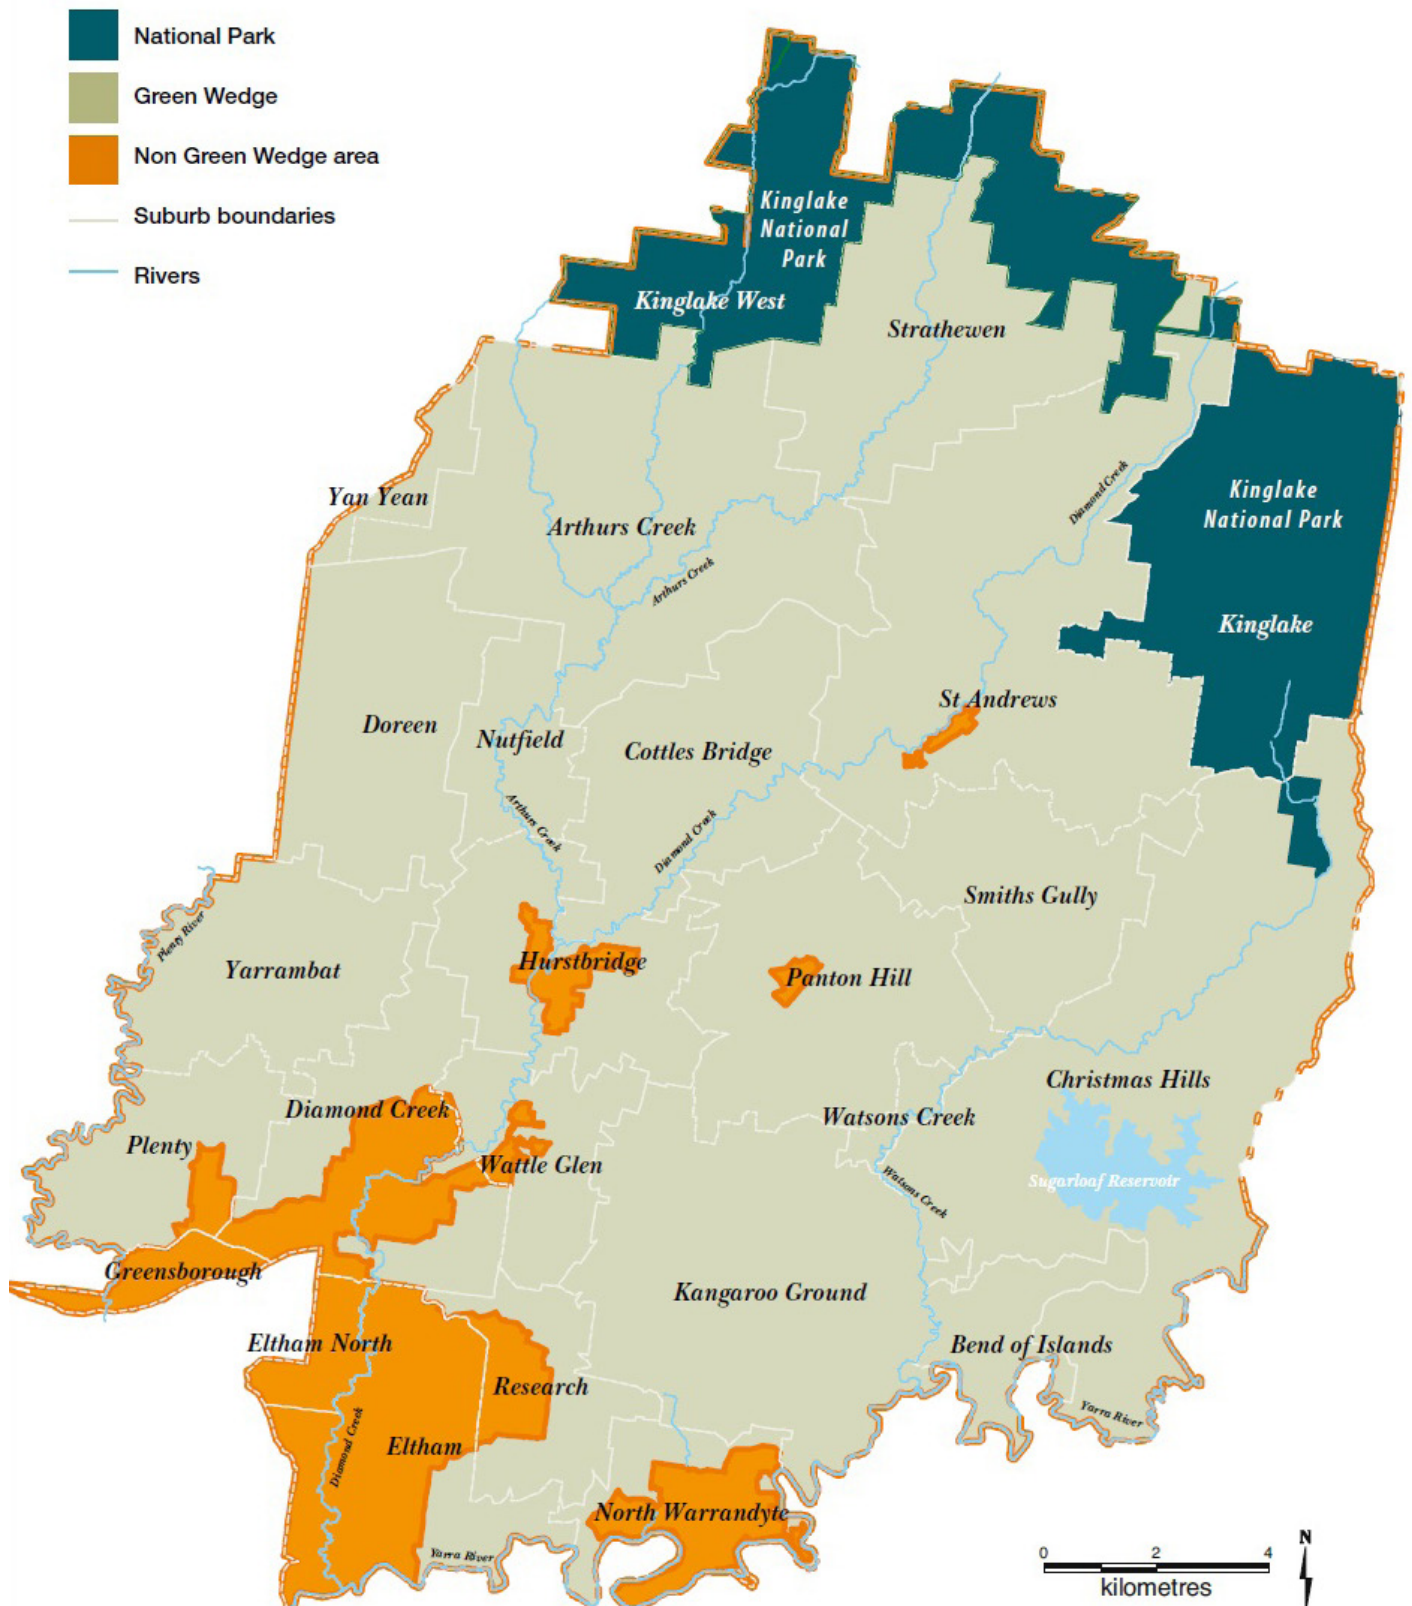 National Park
Green Wedge
Non Green Wedge area
Suburb boundaries
Rivers
Kinglake
National
Park
Kinglake West
Strathewen
Yan Yean
Arthurs Creek
Arthurs Creek
Diamond Creek
Kinglake
National Park
Kinglake
St Andrews
Doreen
Nutfield
Cottles Bridge
Arthurs Creek
Diamond Creek
Smiths Gully
Plenty River
Yarrambat
Hurstbridge
Panton Hill
Christmas Hills
Diamond Creek
Watsons Creek
Plenty
Wattle Glen
Watsons Creek
Sugarloaf Reservoir
Greensborough
Kangaroo Ground
Eltham North
Bend of Islands
Research
Yarra River
Diamond Creek
Eltham
North Warrandyte
Yarra River
N
0 2 4
kilometres